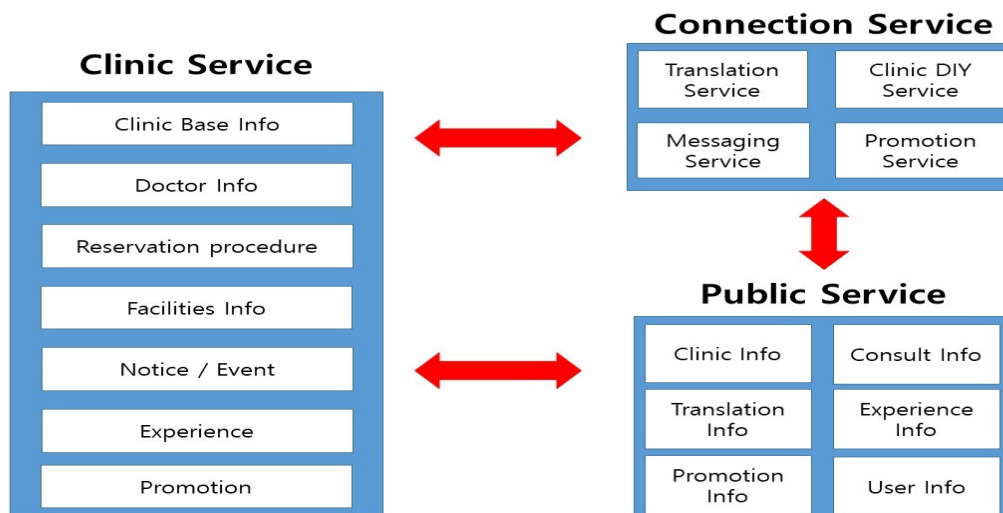 Clinic Service
Clinic Base Info
Doctor Info
Reservation procedure
Facilities Info
Notice / Event
Experience
Promotion
Connection Service
Translation
Service
Clinic DIY
Service
Messaging
Service
Promotion
Service
Public Service
Clinic Info
Consult Info
Translation
Info
Experience
Info
Promotion
Info
User Info